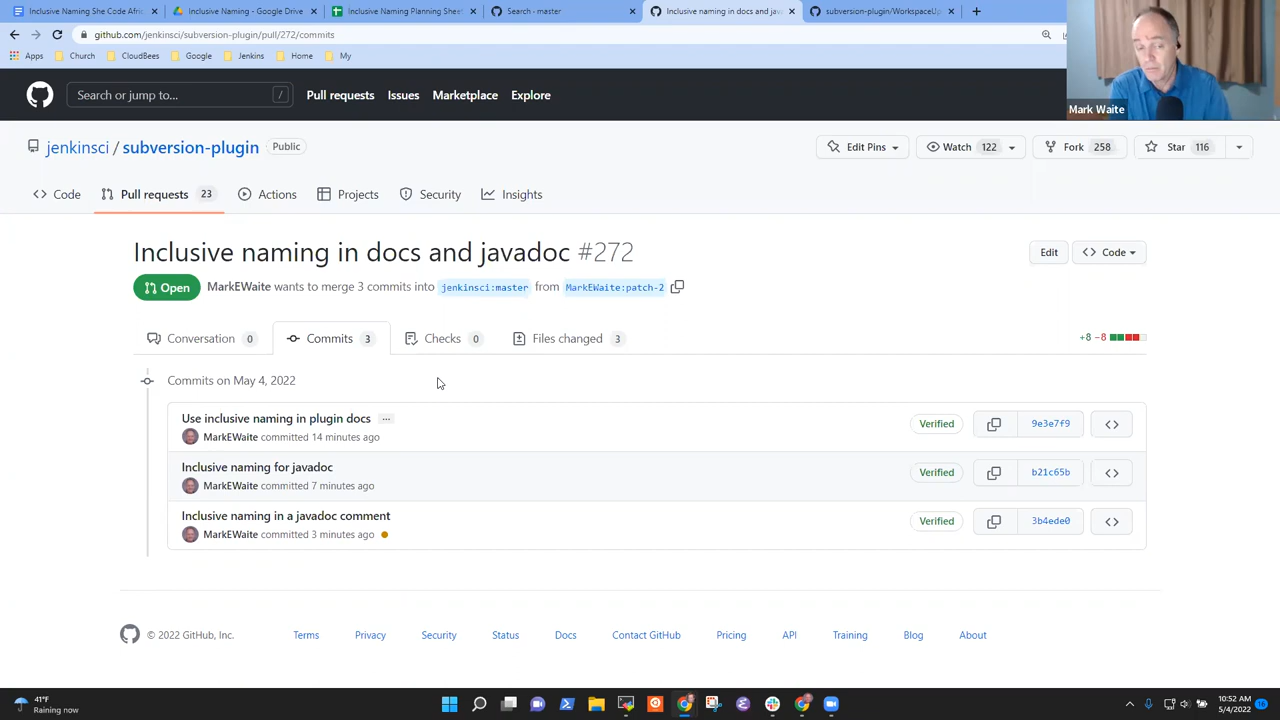 Inclusive Naming She Code Afric
Inclusive Naming - Google Drive
Inclusive Naming Planning Sheet
Search · master
Inclusive naming in docs and jav
subversion-plugin/WorkspaceUp
github.com/jenkinsci/subversion-plugin/pull/272/commits
Apps
Church
CloudBees
Google
Jenkins
Home
My
Search or jump to...
/
Pull requests
Issues
Marketplace
Explore
Mark Waite
jenkinsci / subversion-plugin
Public
Edit Pins
Watch 122
Fork 258
Star 116
Code
Pull requests 23
Actions
Projects
Security
Insights
Inclusive naming in docs and javadoc #272
Edit
Code
Open
MarkEWaite wants to merge 3 commits into jenkinsci:master from MarkEWaite:patch-2
Conversation 0
Commits 3
Checks 0
Files changed 3
+8 −8
Commits on May 4, 2022
Use inclusive naming in plugin docs ...
MarkEWaite committed 14 minutes ago
Verified
9e3e7f9
Inclusive naming for javadoc
MarkEWaite committed 7 minutes ago
Verified
b21c65b
Inclusive naming in a javadoc comment
MarkEWaite committed 3 minutes ago
Verified
3b4ede0
© 2022 GitHub, Inc.
Terms
Privacy
Security
Status
Docs
Contact GitHub
Pricing
API
Training
Blog
About
41°F
Raining now
10:52 AM
5/4/2022